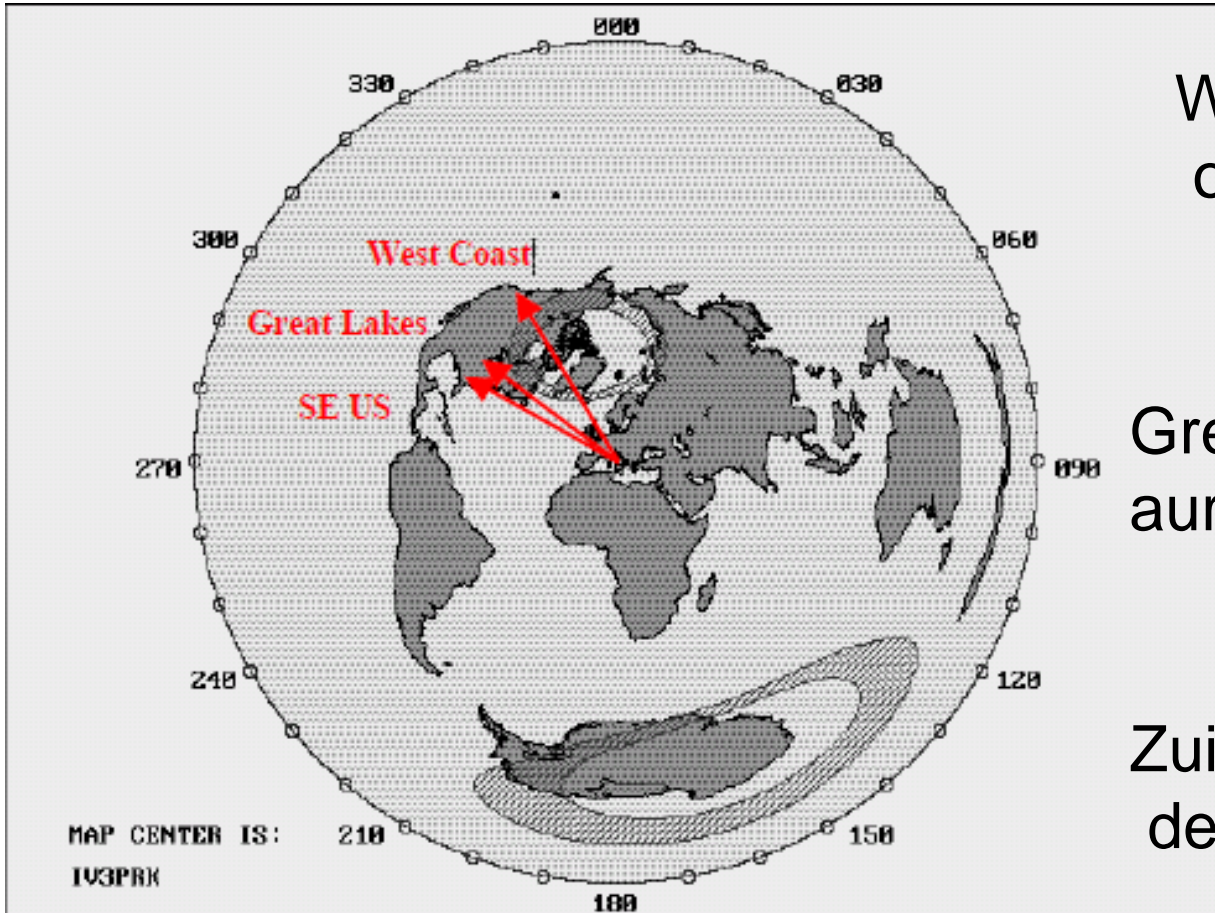 000
330
030
W
300
060
West Coast
Great Lakes
SE US
Gre
aur
270
090
240
120
Zui
de
MAP CENTER IS:
210
150
IV3PRK
180